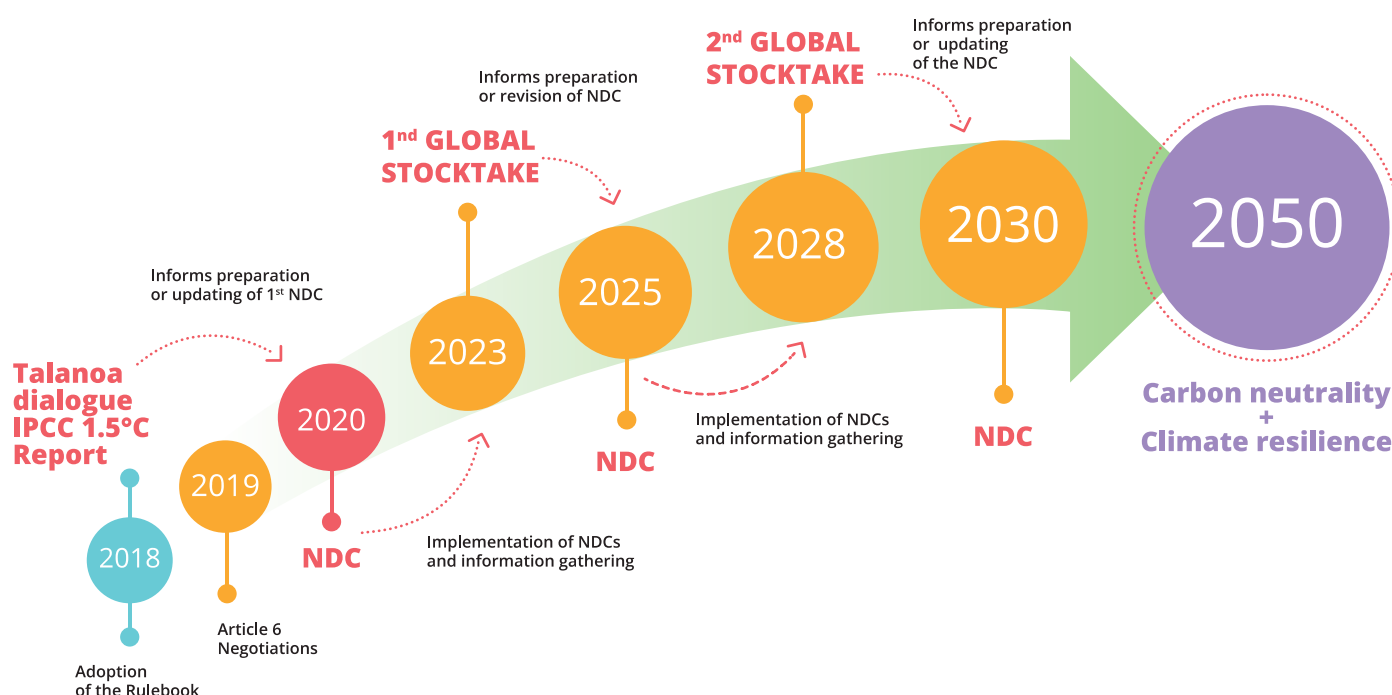 Talanoa
dialogue
IPCC 1.5°C
Report
2018
Adoption
of the Rulebook
2019
Article 6
Negotiations
Informs preparation
or updating of 1st NDC
2020
NDC
Implementation of NDCs
and information gathering
1nd GLOBAL
STOCKTAKE
2023
Informs preparation
or revision of NDC
2025
NDC
Implementation of NDCs
and information gathering
2nd GLOBAL
STOCKTAKE
2028
Informs preparation
or updating
of the NDC
2030
NDC
2050
Carbon neutrality
+
Climate resilience